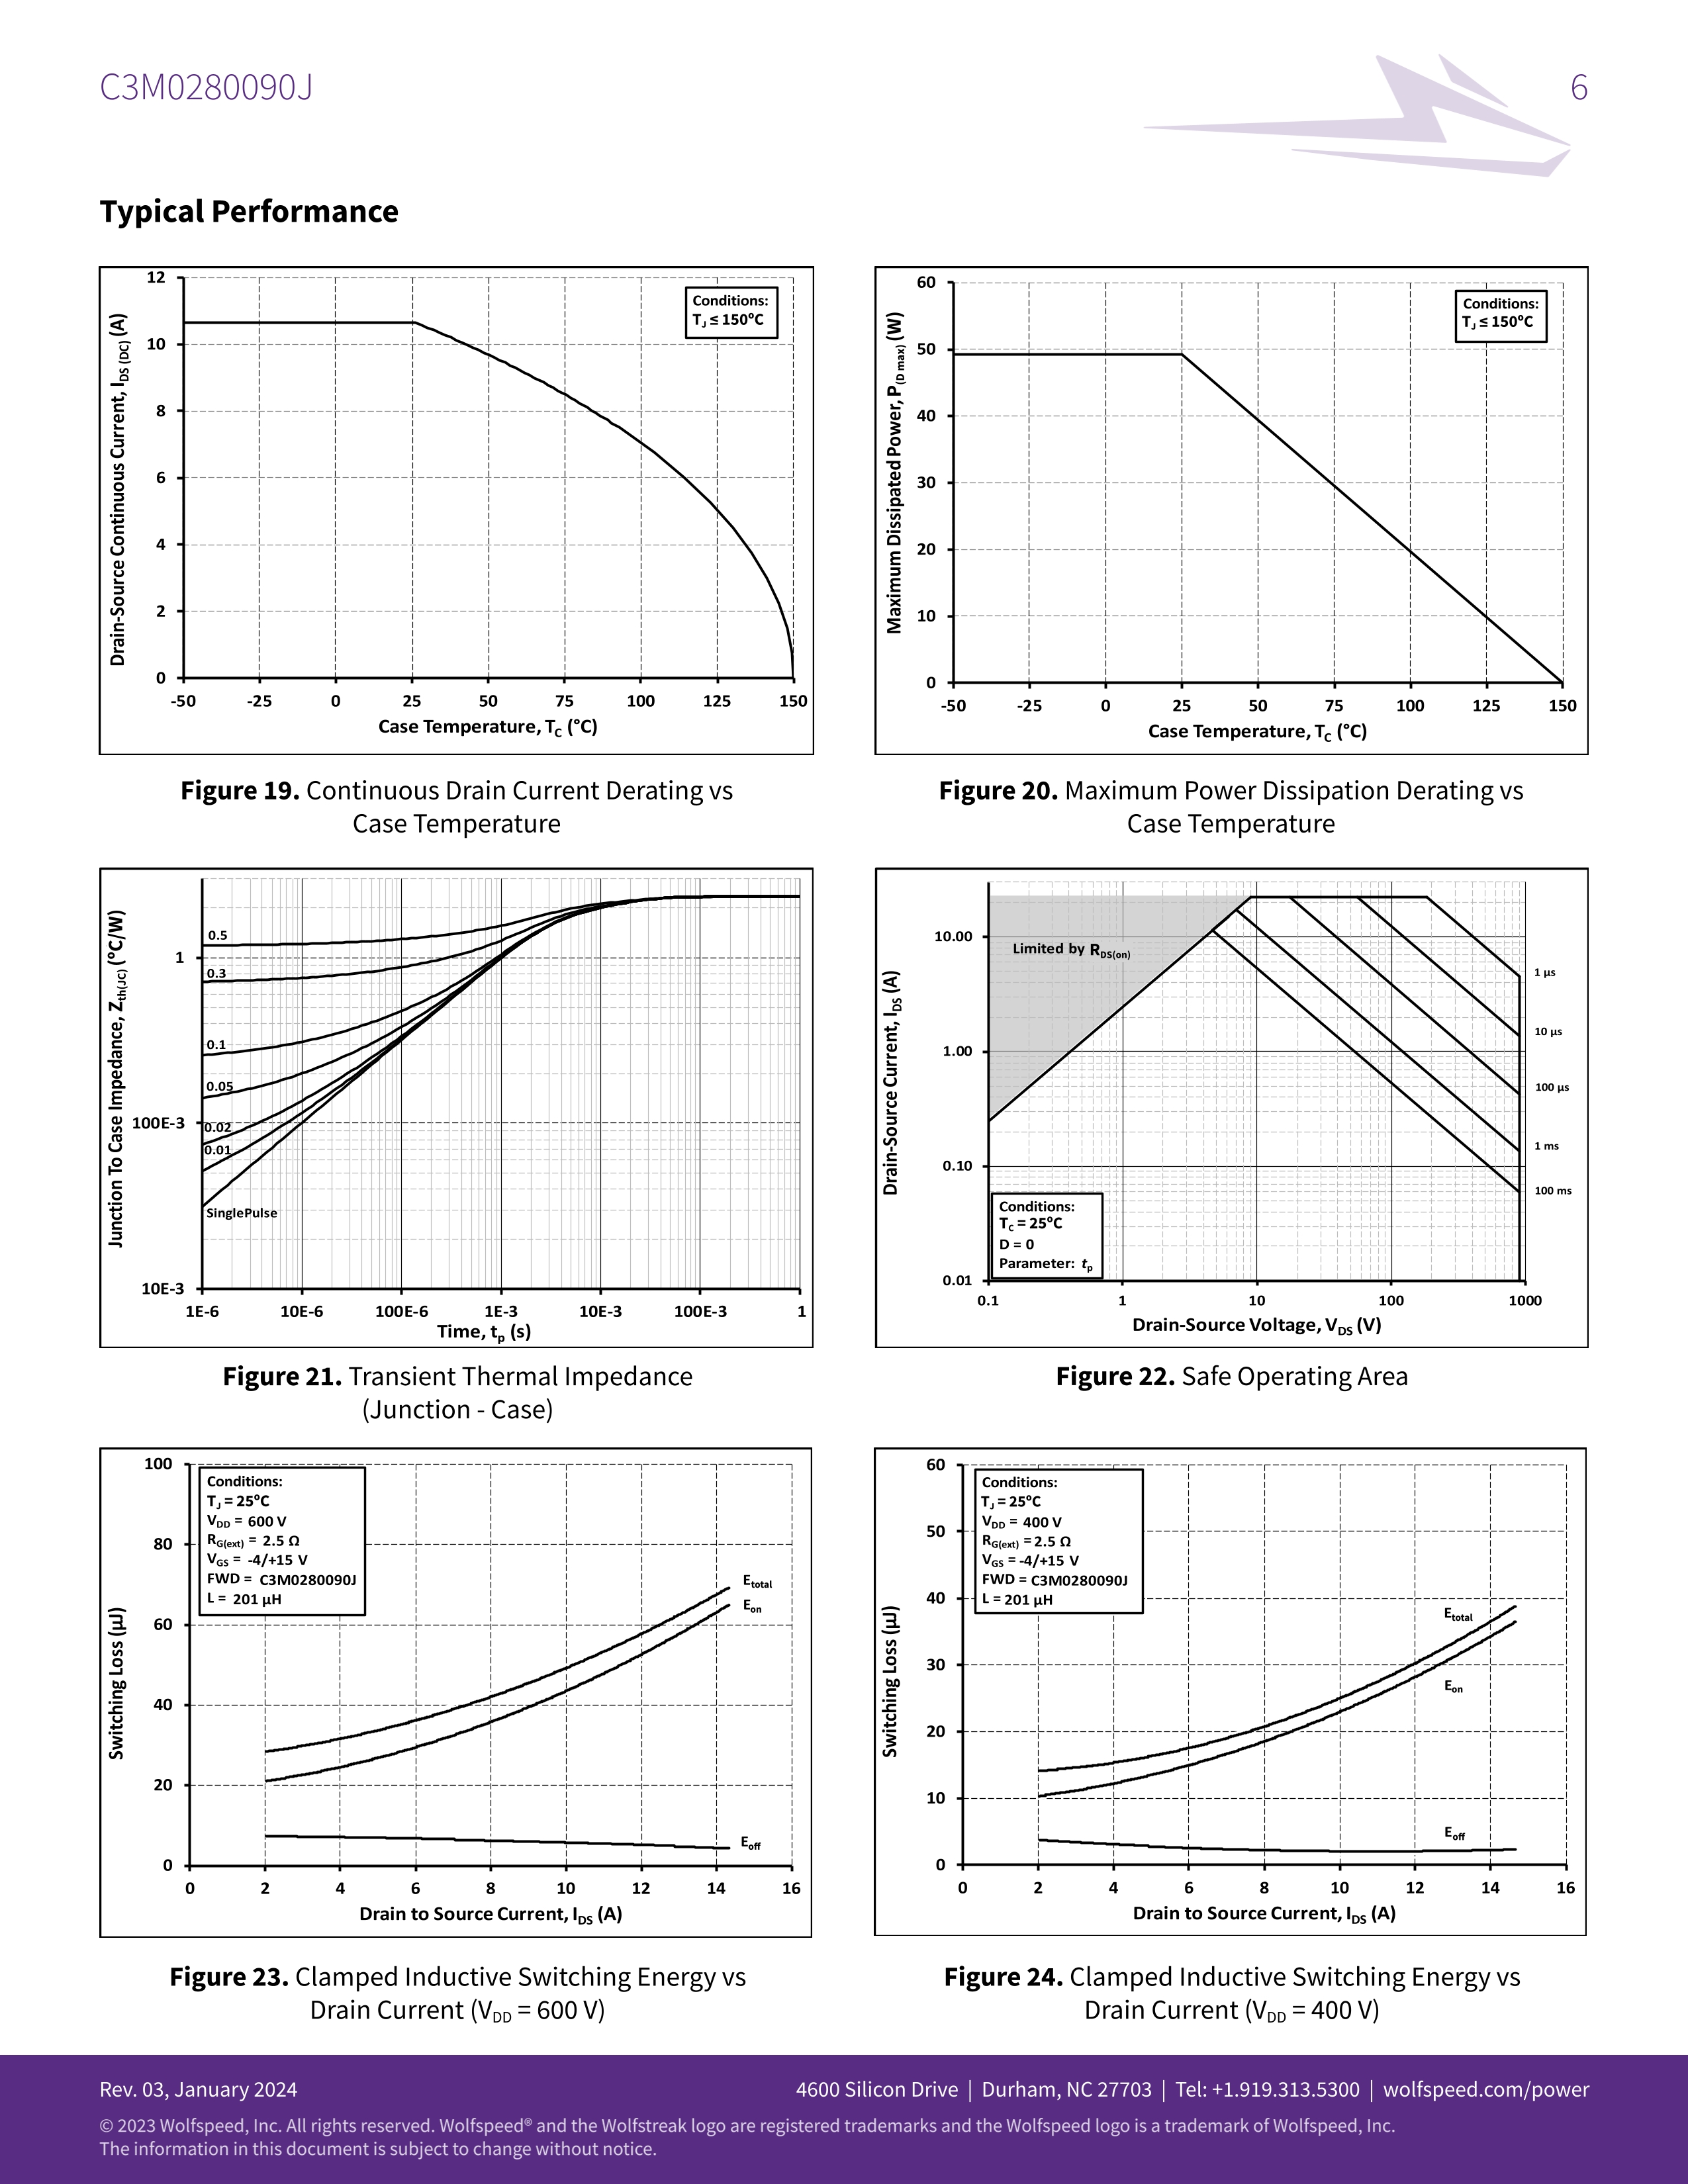 C3M0280090J
6
Typical Performance
12
10
8
6
4
2
0
-50 -25 0 25 50 75 100 125 150
Drain-Source Continuous Current, IDS (DC) (A)
Case Temperature, TC (°C)
Conditions:
TJ ≤ 150°C
Figure 19. Continuous Drain Current Derating vs
Case Temperature
60
50
40
30
20
10
0
-50 -25 0 25 50 75 100 125 150
Maximum Dissipated Power, P(D max) (W)
Case Temperature, TC (°C)
Conditions:
TJ ≤ 150°C
Figure 20. Maximum Power Dissipation Derating vs
Case Temperature
1
100E-3
10E-3
1E-6 10E-6 100E-6 1E-3 10E-3 100E-3 1
Junction To Case Impedance, Zth(JC) (°C/W)
Time, tp (s)
0.5
0.3
0.1
0.05
0.02
0.01
SinglePulse
Figure 21. Transient Thermal Impedance
(Junction - Case)
10.00
1.00
0.10
0.01
0.1 1 10 100 1000
Drain-Source Current, IDS (A)
Drain-Source Voltage, VDS (V)
Limited by RDS(on)
1 µs
10 µs
100 µs
1 ms
100 ms
Conditions:
TC = 25°C
D = 0
Parameter: tp
Figure 22. Safe Operating Area
100
80
60
40
20
0
0 2 4 6 8 10 12 14 16
Switching Loss (µJ)
Drain to Source Current, IDS (A)
Conditions:
TJ = 25°C
VDD = 600 V
RG(ext) = 2.5 Ω
VGS = -4/+15 V
FWD = C3M0280090J
L = 201 µH
Etotal
Eon
Eoff
Figure 23. Clamped Inductive Switching Energy vs
Drain Current (VDD = 600 V)
60
50
40
30
20
10
0
0 2 4 6 8 10 12 14 16
Switching Loss (µJ)
Drain to Source Current, IDS (A)
Conditions:
TJ = 25°C
VDD = 400 V
RG(ext) = 2.5 Ω
VGS = -4/+15 V
FWD = C3M0280090J
L = 201 µH
Etotal
Eon
Eoff
Figure 24. Clamped Inductive Switching Energy vs
Drain Current (VDD = 400 V)
Rev. 03, January 2024
4600 Silicon Drive | Durham, NC 27703 | Tel: +1.919.313.5300 | wolfspeed.com/power
© 2023 Wolfspeed, Inc. All rights reserved. Wolfspeed® and the Wolfstreak logo are registered trademarks and the Wolfspeed logo is a trademark of Wolfspeed, Inc.
The information in this document is subject to change without notice.